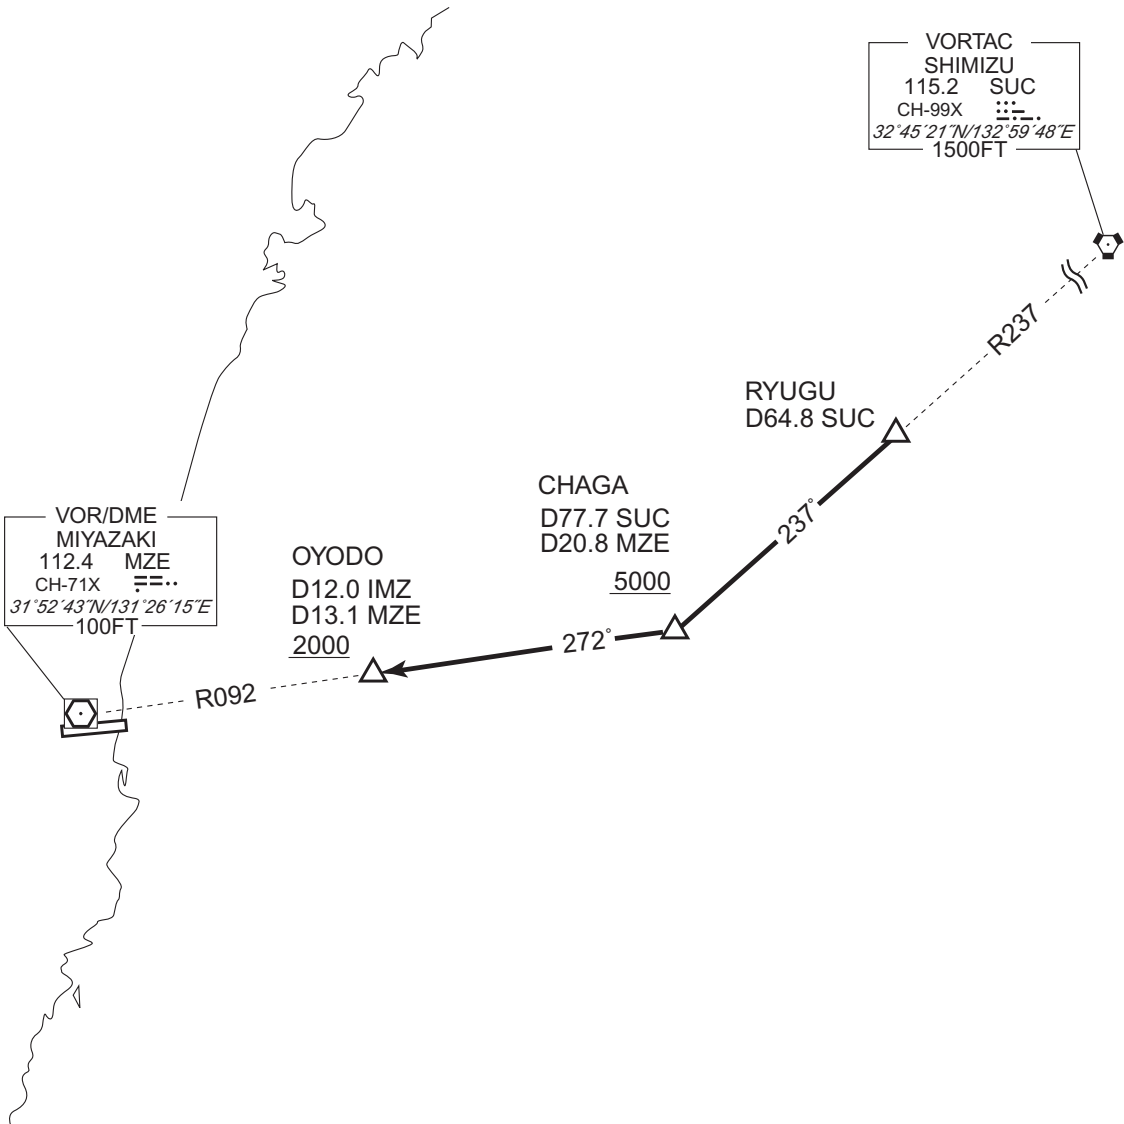 VORTAC
SHIMIZU
115.2 SUC
CH-99X
32°45´21˝N/132°59´48˝E
1500FT
R237
RYUGU
D64.8 SUC
237°
CHAGA
D77.7 SUC
D20.8 MZE
5000
272°
OYODO
D12.0 IMZ
D13.1 MZE
2000
R092
VOR/DME
MIYAZAKI
112.4 MZE
CH-71X
31°52´43˝N/131°26´15˝E
100FT